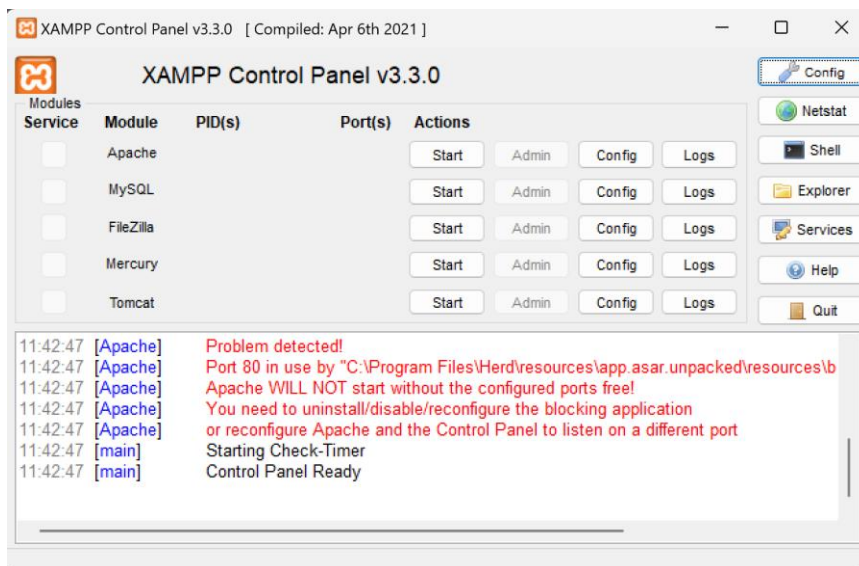 XAMPP Control Panel v3.3.0 [ Compiled: Apr 6th 2021 ]
XAMPP Control Panel v3.3.0
Config
Modules
Service Module PID(s) Port(s) Actions
Netstat
Apache Start Admin Config Logs
Shell
MySQL Start Admin Config Logs
Explorer
FileZilla Start Admin Config Logs
Services
Mercury Start Admin Config Logs
Help
Tomcat Start Admin Config Logs
Quit
11:42:47 [Apache] Problem detected!
11:42:47 [Apache] Port 80 in use by "C:\Program Files\Herd\resources\app.asar.unpacked\resources\b
11:42:47 [Apache] Apache WILL NOT start without the configured ports free!
11:42:47 [Apache] You need to uninstall/disable/reconfigure the blocking application
11:42:47 [Apache] or reconfigure Apache and the Control Panel to listen on a different port
11:42:47 [main] Starting Check-Timer
11:42:47 [main] Control Panel Ready